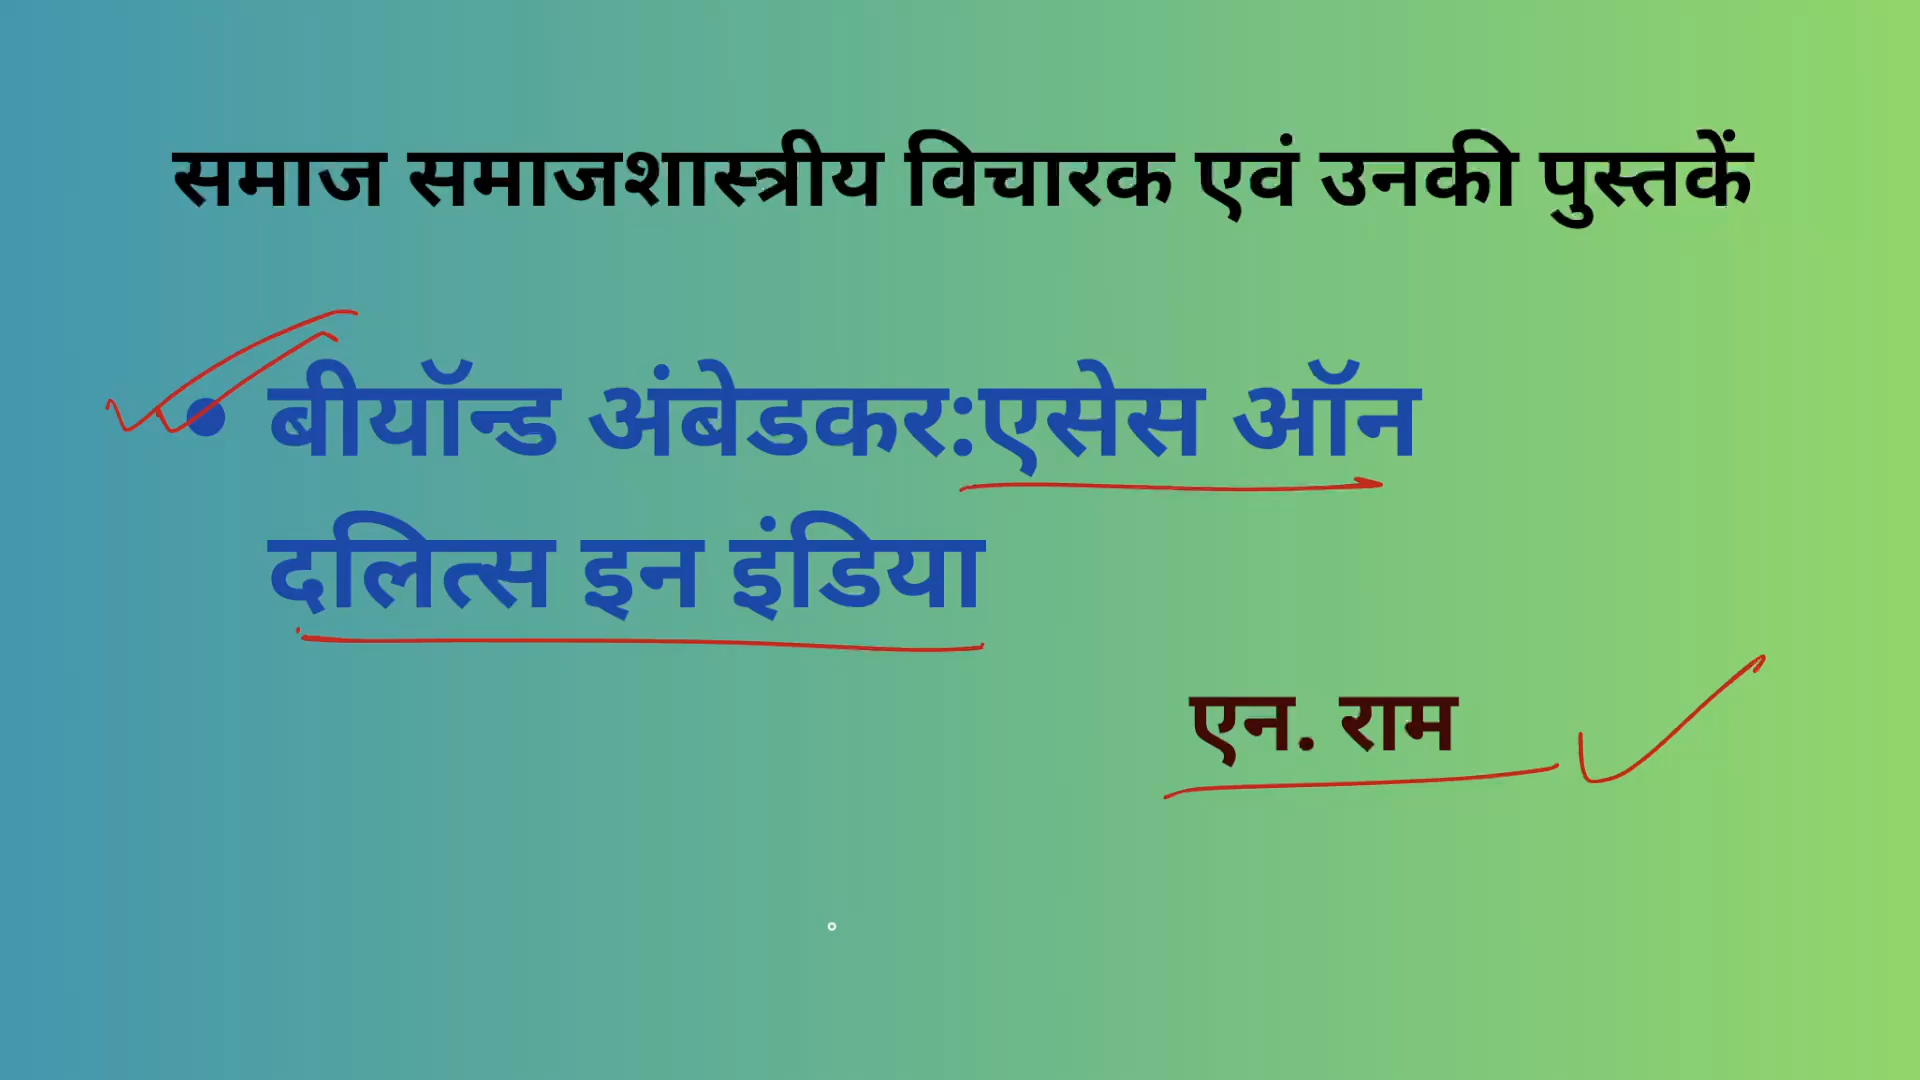 समाज समाजशास्त्रीय विचारक एवं उनकी पुस्तकें
• बीयॉन्ड अंबेडकर:एसेस ऑन
दलित्स इन इंडिया
एन. राम